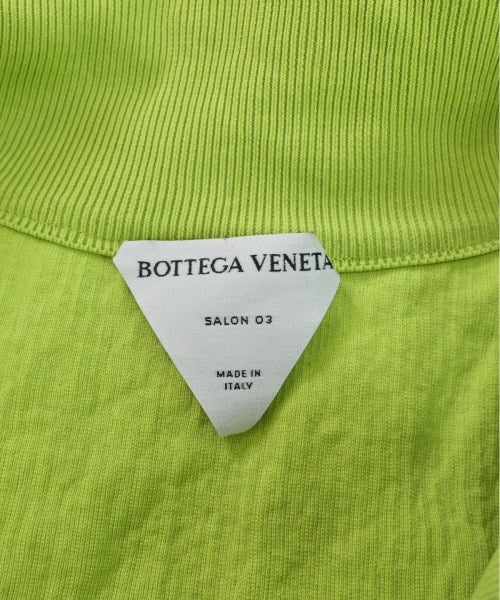 BOTTEGA VENETA
SALON 03
MADE IN
ITALY